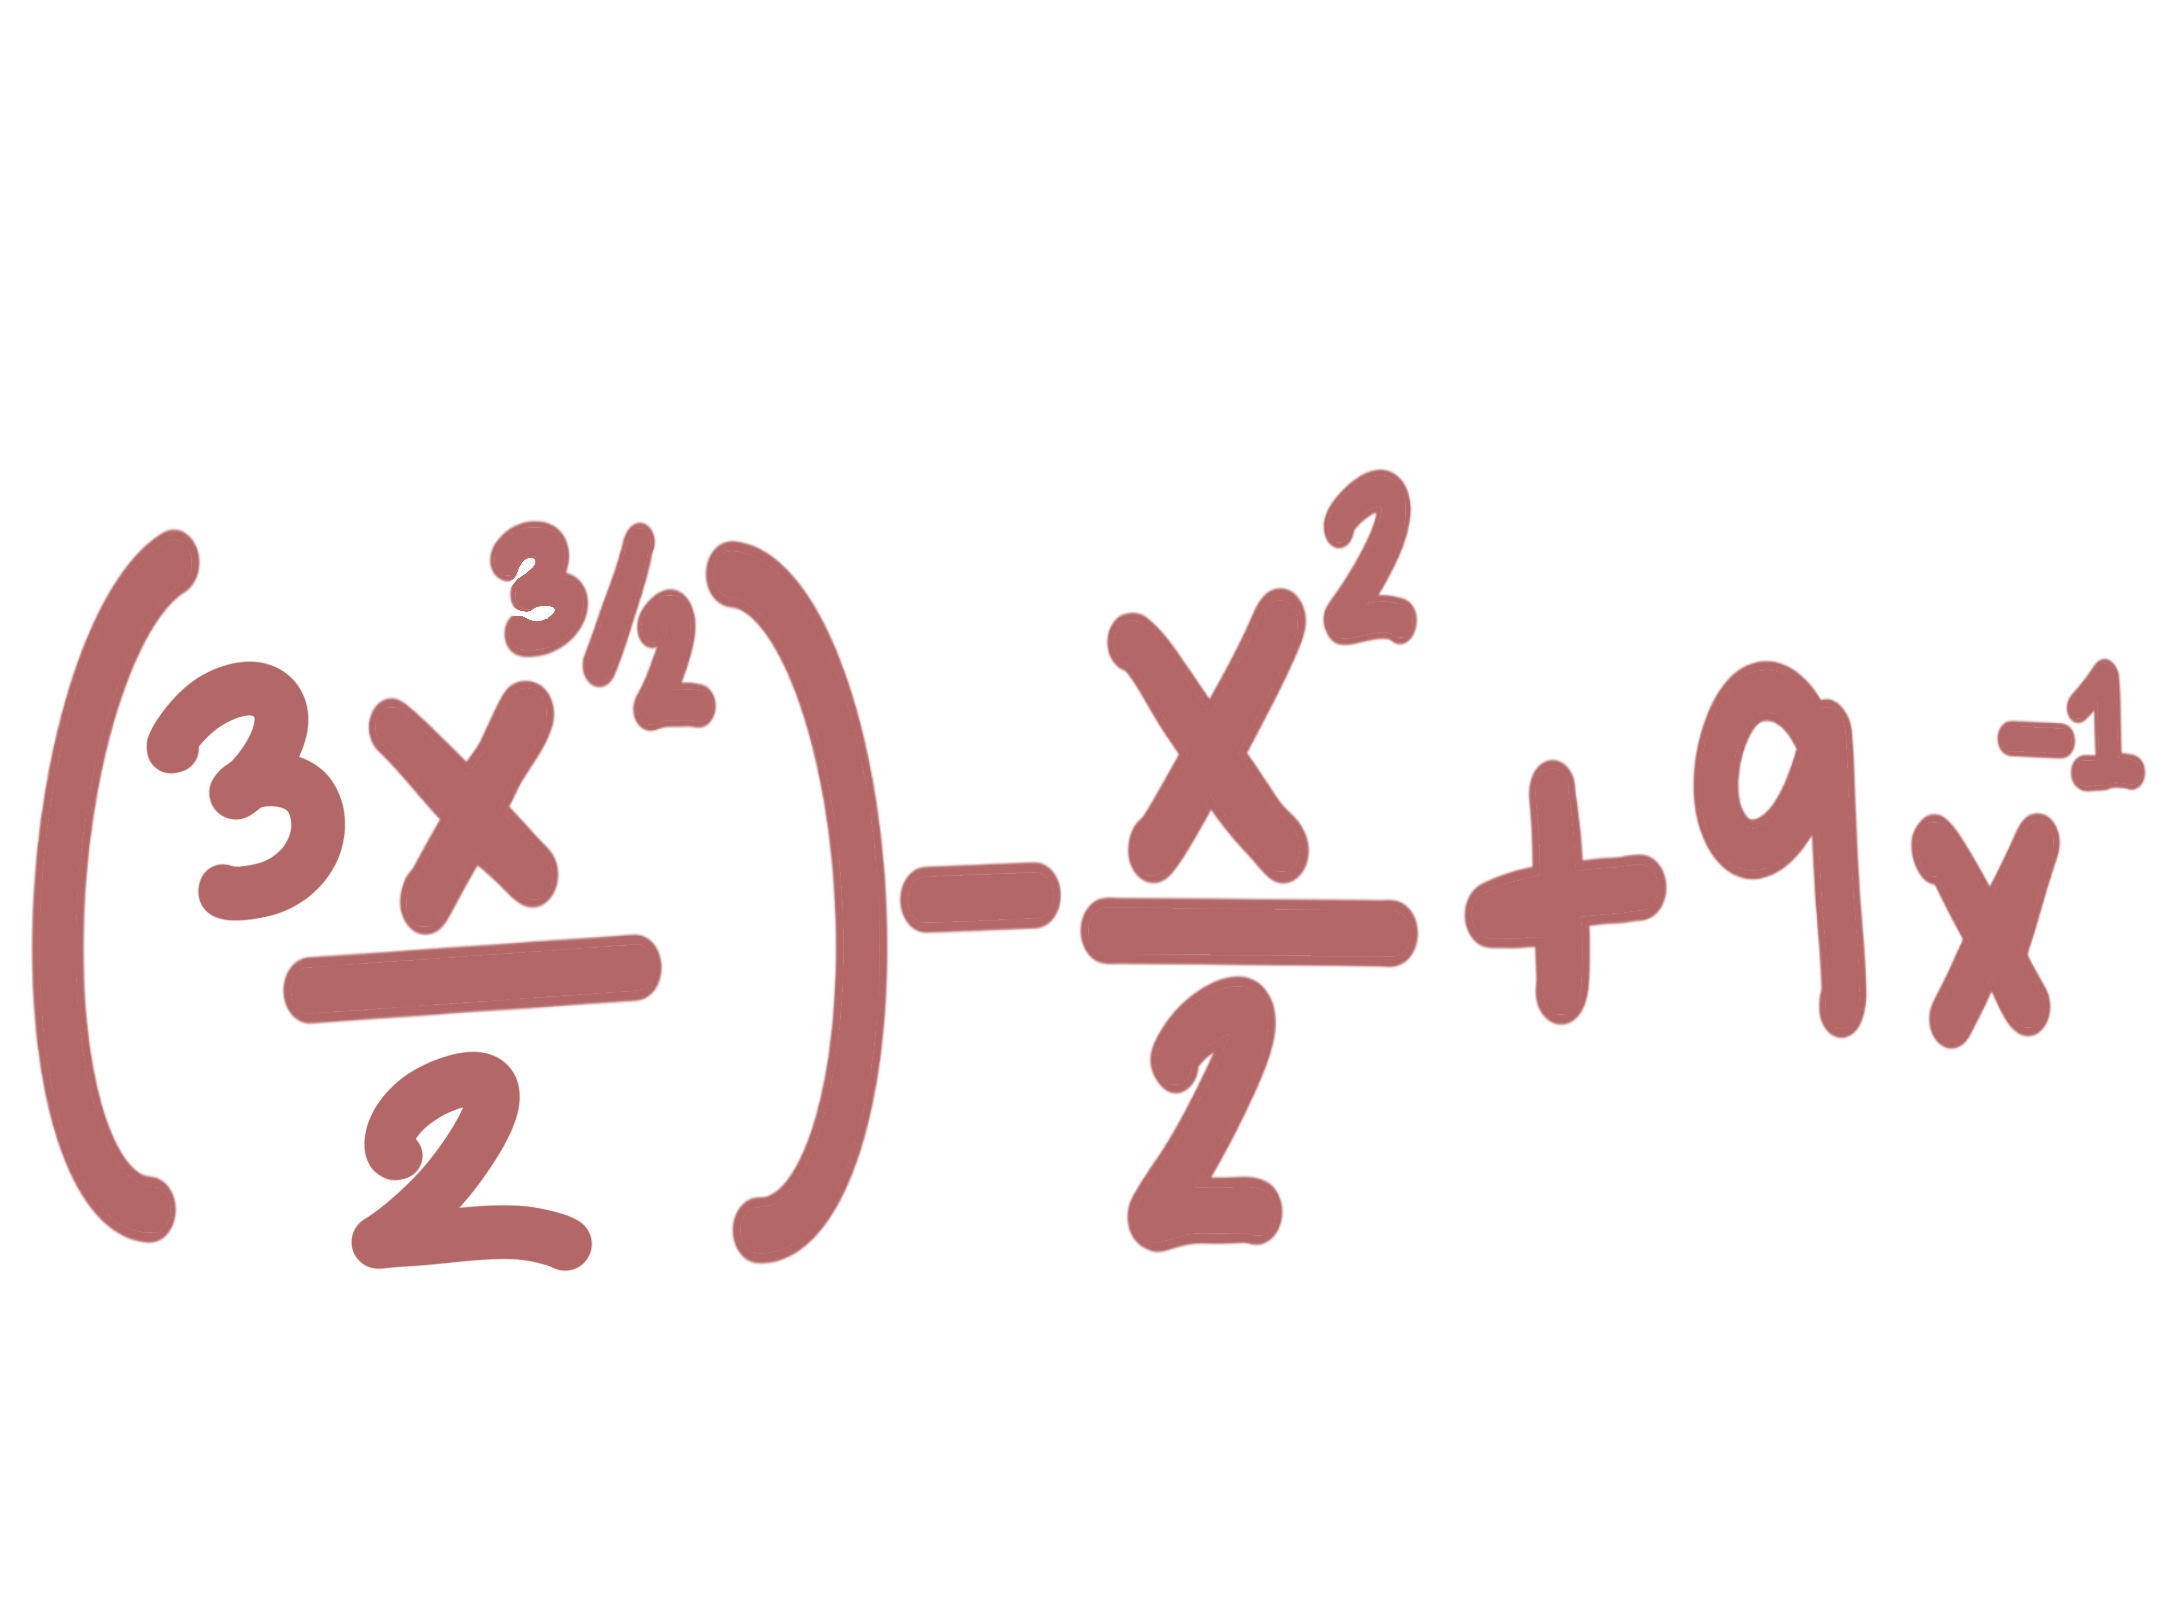 (3x^{3/2}/2) - x^2/2 + 9x^{-1}